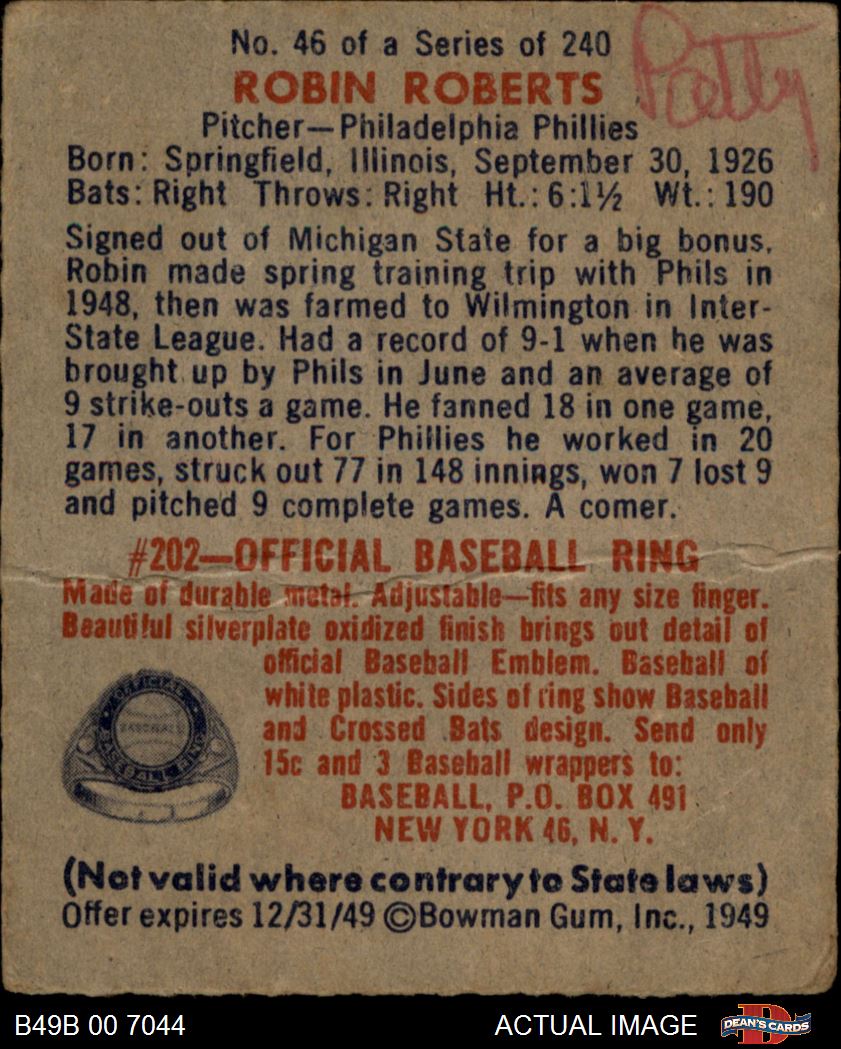 No. 46 of a Series of 240
ROBIN ROBERTS
Patty
Pitcher—Philadelphia Phillies
Born: Springfield, Illinois, September 30, 1926
Bats: Right Throws: Right Ht.: 6:1½ Wt.: 190
Signed out of Michigan State for a big bonus.
Robin made spring training trip with Phils in
1948, then was farmed to Wilmington in Inter-
State League. Had a record of 9-1 when he was
brought up by Phils in June and an average of
9 strike-outs a game. He fanned 18 in one game,
17 in another. For Phillies he worked in 20
games, struck out 77 in 148 innings, won 7 lost 9
and pitched 9 complete games. A comer.
#202—OFFICIAL BASEBALL RING
Made of durable metal. Adjustable—fits any size finger.
Beautiful silverplate oxidized finish brings out detail of
official Baseball Emblem. Baseball of
white plastic. Sides of ring show Baseball
and Crossed Bats design. Send only
15c and 3 Baseball wrappers to:
BASEBALL, P.O. BOX 491
NEW YORK 46, N. Y.
OFFICIAL
BASEBALL
BASEBALL RING
(Not valid where contrary to State laws)
Offer expires 12/31/49 ©Bowman Gum, Inc., 1949
B49B 00 7044
ACTUAL IMAGE
DEAN'S CARDS